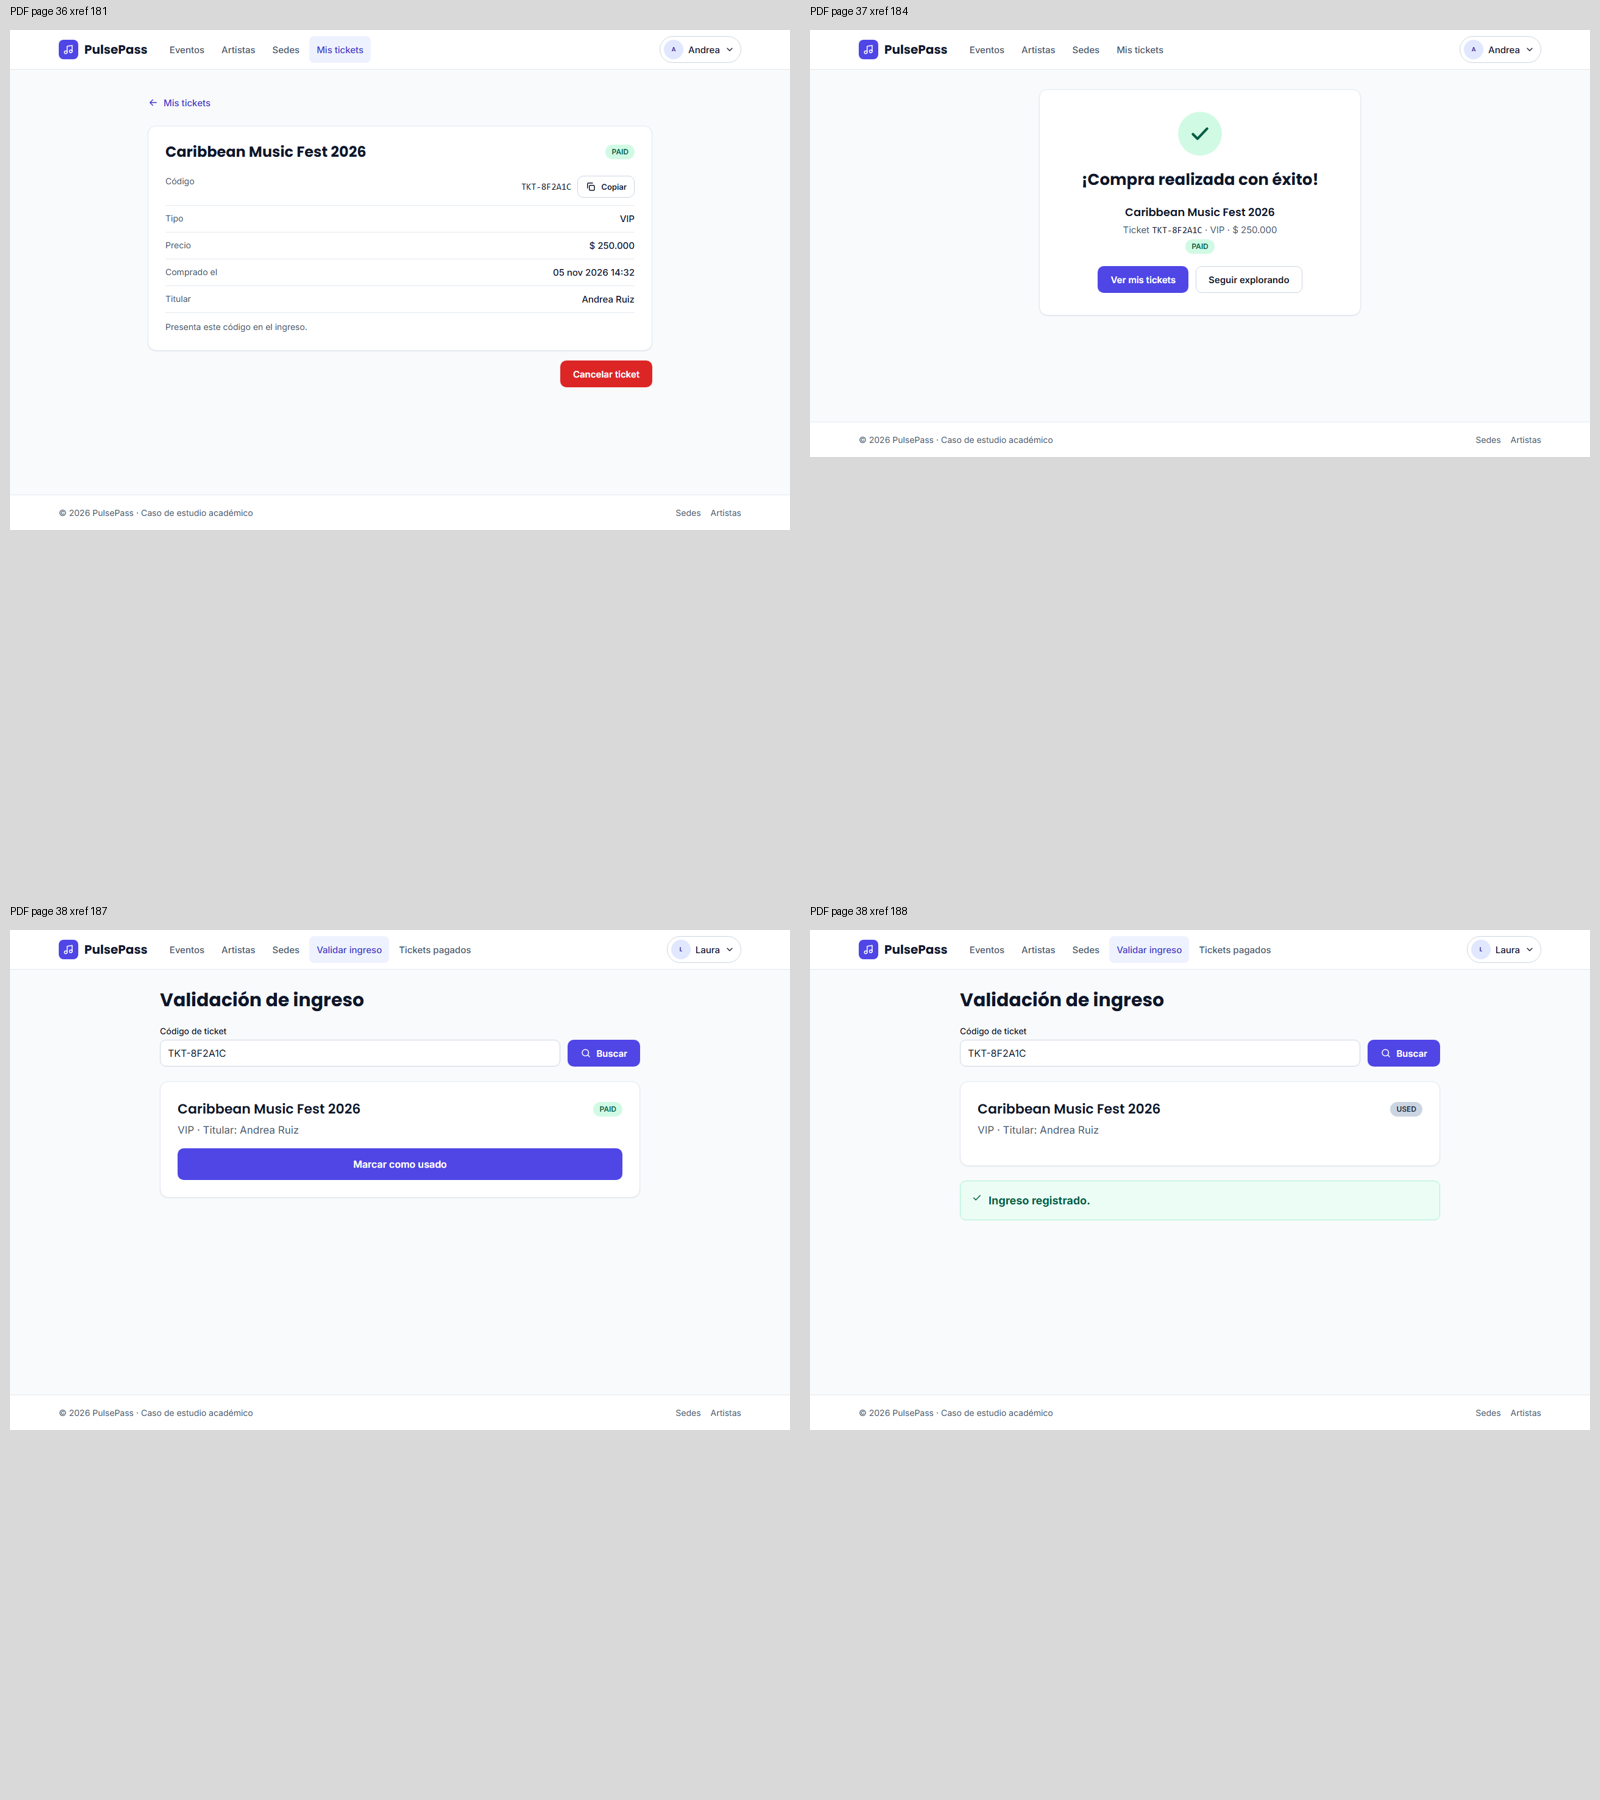 PDF page 36 xref 181
PulsePass Eventos Artistas Sedes Mis tickets A Andrea
← Mis tickets
Caribbean Music Fest 2026 PAID
Código TKT-8F2A1C Copiar
Tipo VIP
Precio $ 250.000
Comprado el 05 nov 2026 14:32
Titular Andrea Ruiz
Presenta este código en el ingreso.
Cancelar ticket
© 2026 PulsePass · Caso de estudio académico Sedes Artistas
PDF page 37 xref 184
PulsePass Eventos Artistas Sedes Mis tickets A Andrea
¡Compra realizada con éxito!
Caribbean Music Fest 2026
Ticket TKT-8F2A1C · VIP · $ 250.000
PAID
Ver mis tickets Seguir explorando
© 2026 PulsePass · Caso de estudio académico Sedes Artistas
PDF page 38 xref 187
PulsePass Eventos Artistas Sedes Validar ingreso Tickets pagados L Laura
Validación de ingreso
Código de ticket
TKT-8F2A1C Buscar
Caribbean Music Fest 2026 PAID
VIP · Titular: Andrea Ruiz
Marcar como usado
© 2026 PulsePass · Caso de estudio académico Sedes Artistas
PDF page 38 xref 188
PulsePass Eventos Artistas Sedes Validar ingreso Tickets pagados L Laura
Validación de ingreso
Código de ticket
TKT-8F2A1C Buscar
Caribbean Music Fest 2026 USED
VIP · Titular: Andrea Ruiz
Ingreso registrado.
© 2026 PulsePass · Caso de estudio académico Sedes Artistas